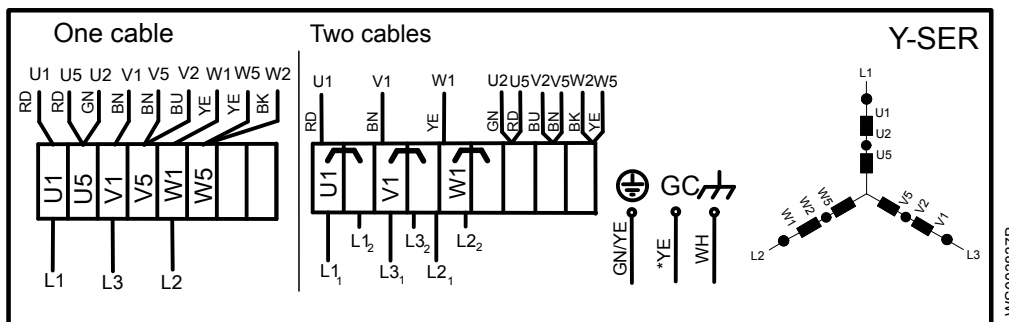 One cable
U1 U5 U2 V1 V5 V2 W1 W5 W2
RD RD GN BN BN BU YE YE BK
U1 U5 V1 V5 W1 W5
L1 L3 L2
Two cables
U1 V1 W1 U2 U5 V2 V5 W2 W5
RD BN YE GN RD BU BN BK YE
U1 V1 W1
L1₂ L3₂ L2₂
L1₁ L3₁ L2₁
GC
GN/YE *YE WH
Y-SER
L1
U1
U2
U5
W1 W2 W5 V5 V2 V1
L2 L3